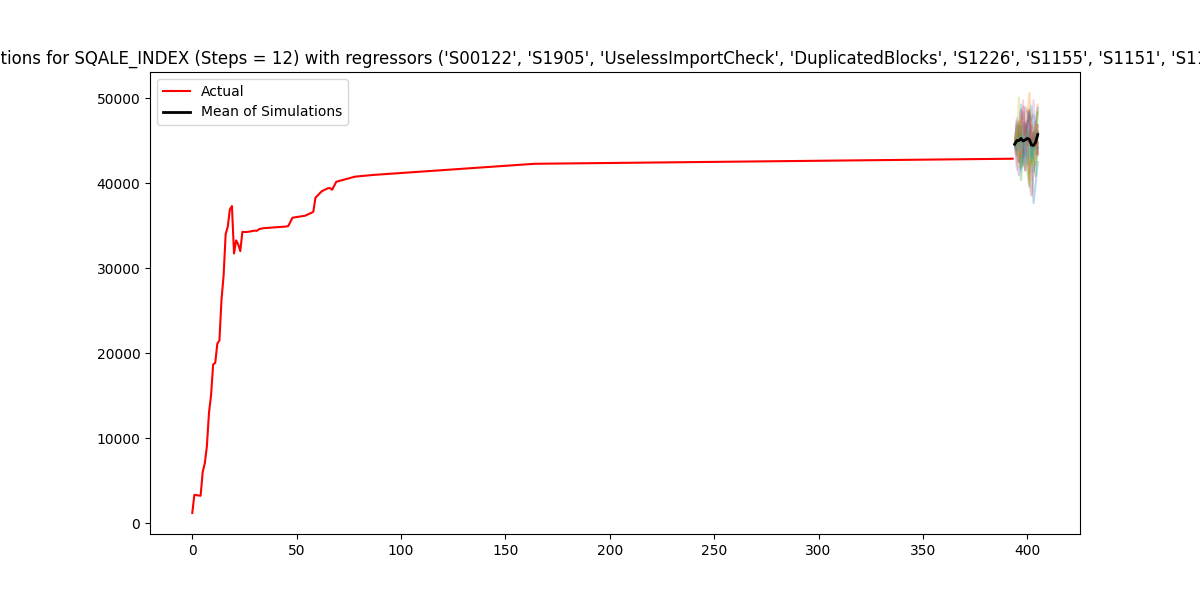 tions for SQALE_INDEX (Steps = 12) with regressors ('S00122', 'S1905', 'UselessImportCheck', 'DuplicatedBlocks', 'S1226', 'S1155', 'S1151', 'S1
Actual
Mean of Simulations
50000
40000
30000
20000
10000
0
0 50 100 150 200 250 300 350 400